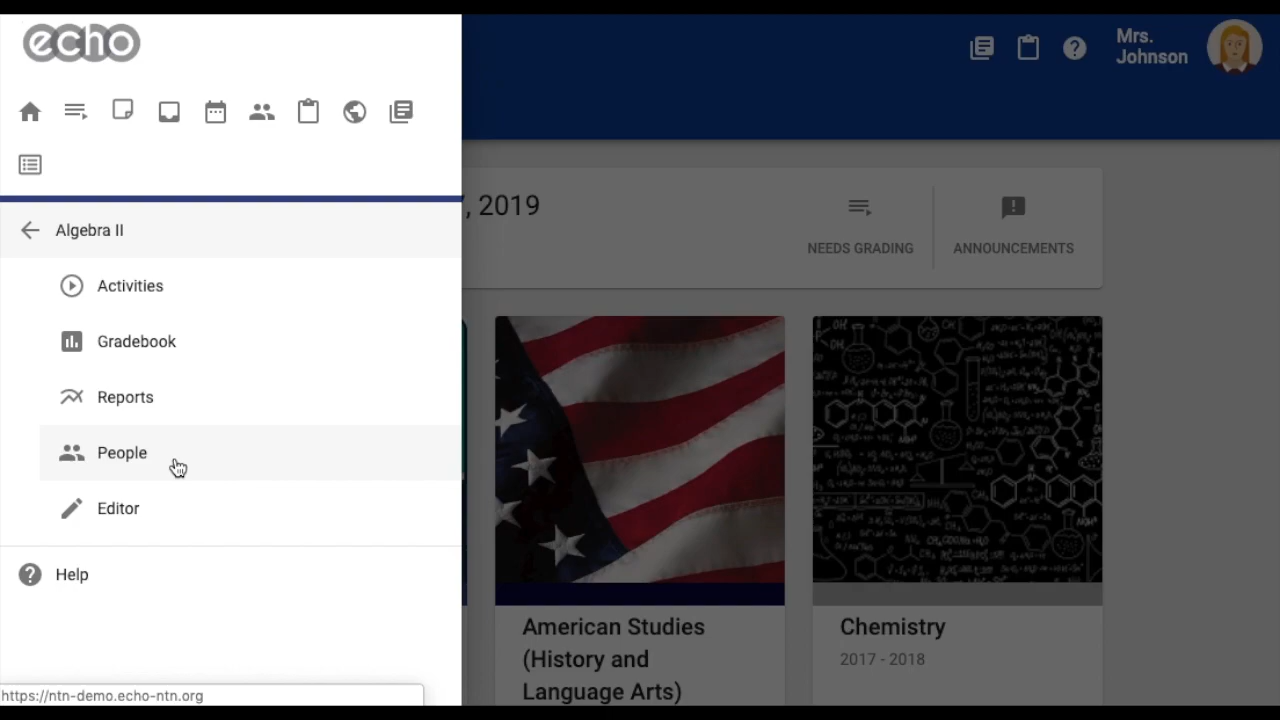 echo
Mrs.
Johnson
, 2019
NEEDS GRADING
ANNOUNCEMENTS
Algebra II
Activities
Gradebook
Reports
People
Editor
Help
American Studies
(History and
Language Arts)
Chemistry
2017 - 2018
https://ntn-demo.echo-ntn.org